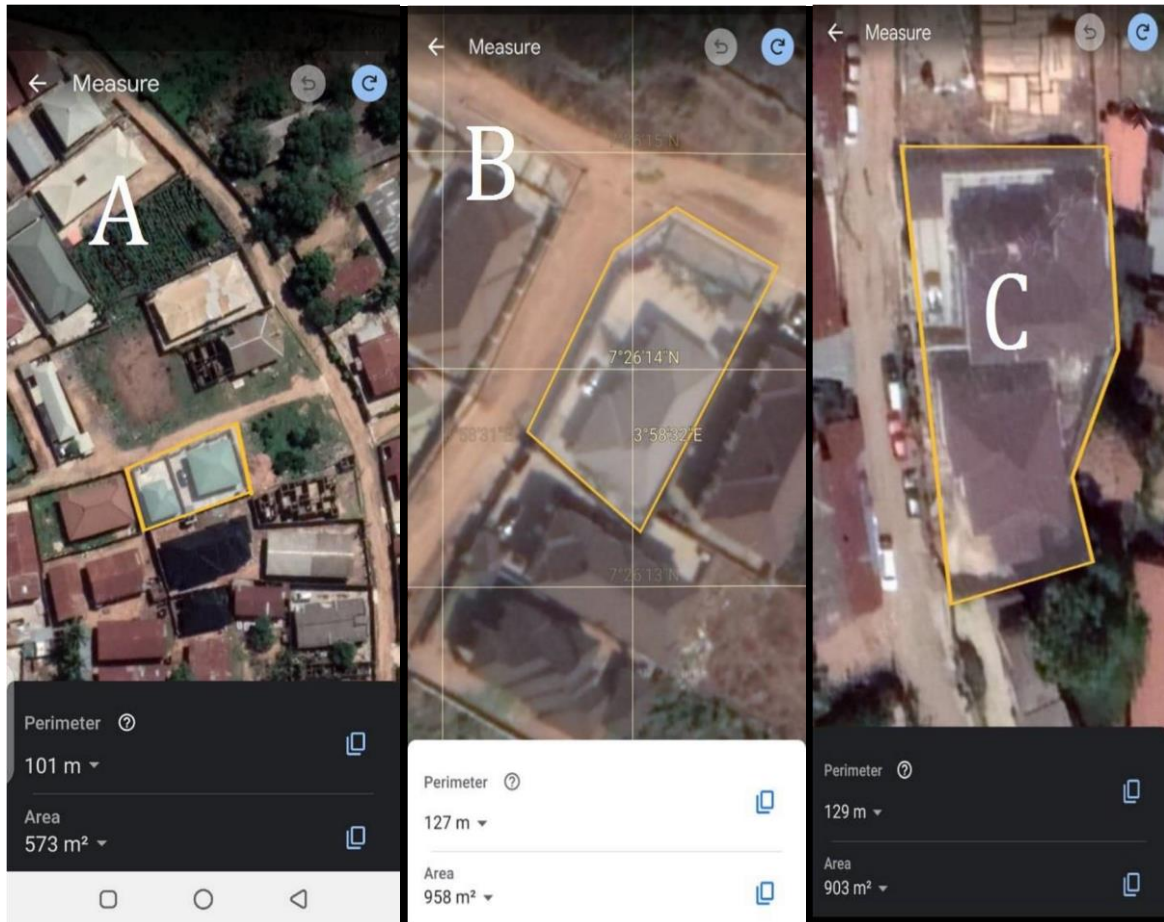 Measure
A
Perimeter ?
101 m
Area
573 m²
Measure
B
7°26'14"N
3°58'32"E
7°26'13"N
Perimeter ?
127 m
Area
958 m²
Measure
C
Perimeter ?
129 m
Area
903 m²